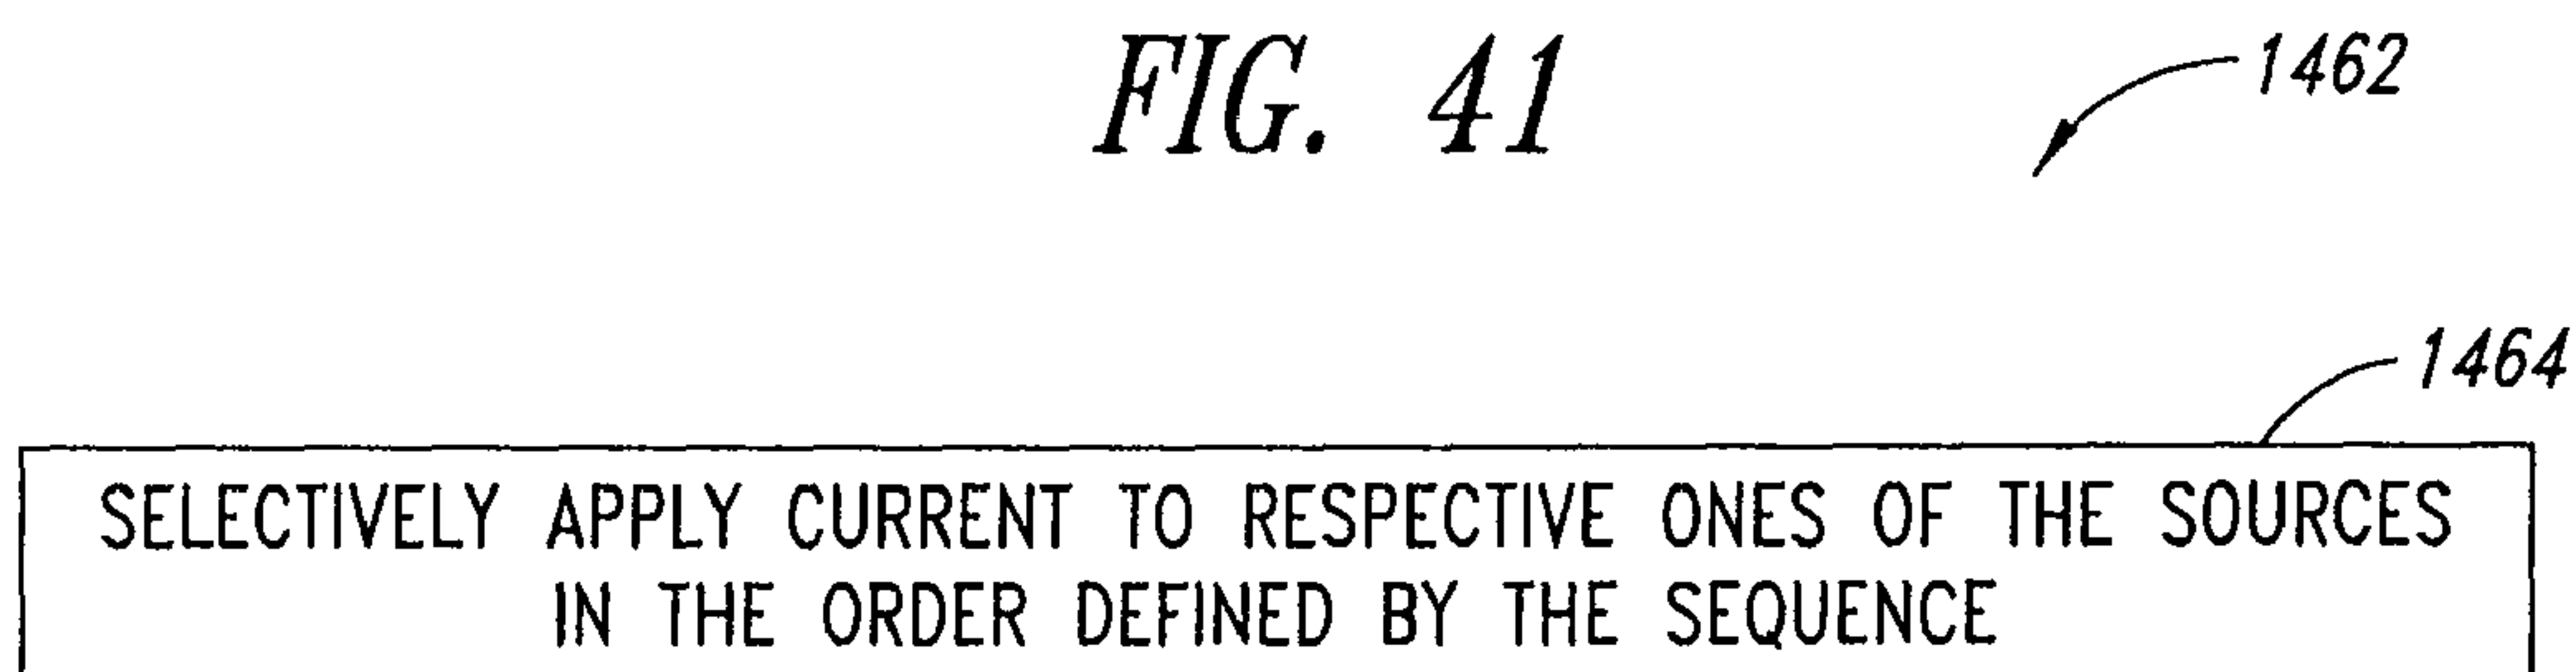 FIG. 41
1462
1464
SELECTIVELY APPLY CURRENT TO RESPECTIVE ONES OF THE SOURCES
IN THE ORDER DEFINED BY THE SEQUENCE